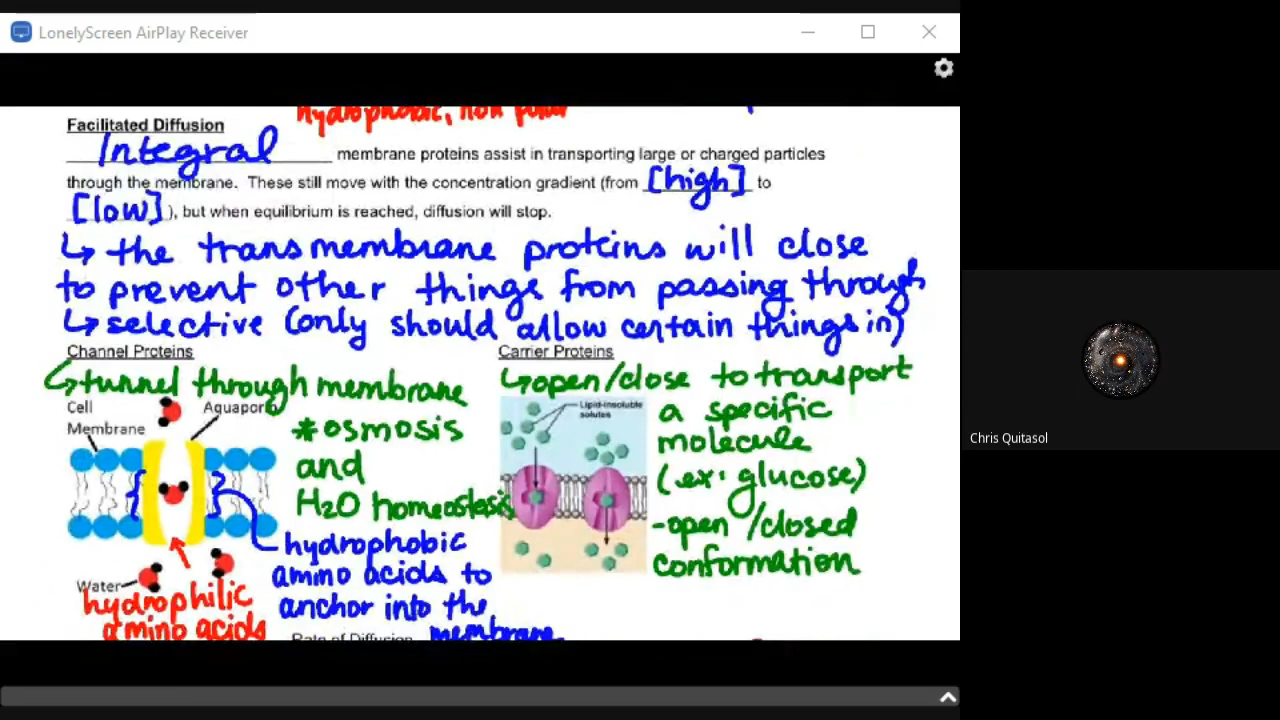 LonelyScreen AirPlay Receiver
hydrophobic, non polar
Facilitated Diffusion
Integral membrane proteins assist in transporting large or charged particles
through the membrane. These still move with the concentration gradient (from [high] to
[low]), but when equilibrium is reached, diffusion will stop.
↳ the transmembrane proteins will close
to prevent other things from passing through
↳ selective (only should allow certain things in)
Channel Proteins
↳tunnel through membrane
Cell
Membrane
Aquaporin
*osmosis
and
H2O homeostasis
hydrophobic
amino acids to
anchor into the
membrane
Water
hydrophilic
amino acids
Carrier Proteins
↳open/close to transport
a specific
molecule
(ex: glucose)
-open/closed
conformation
Lipid-insoluble
solutes
Rate of Diffusion
Chris Quitasol